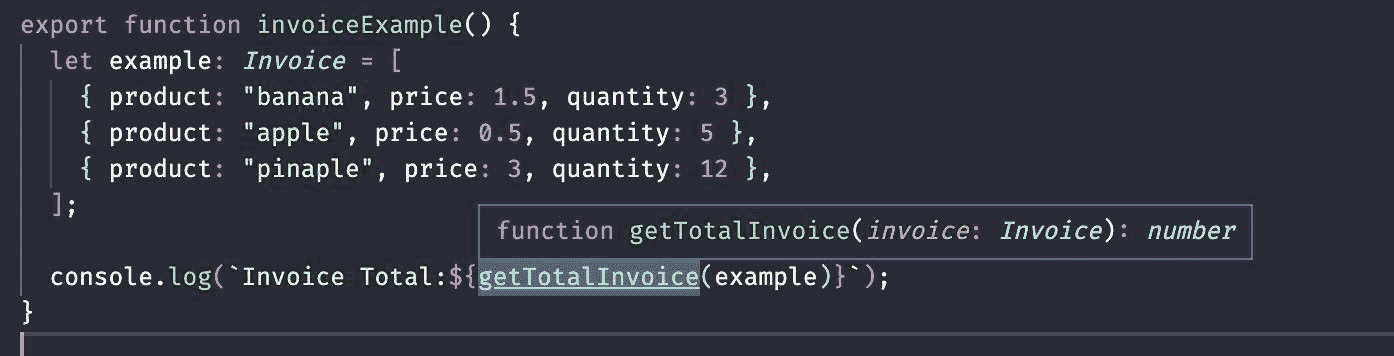 export function invoiceExample() {
let example: Invoice = [
{ product: "banana", price: 1.5, quantity: 3 },
{ product: "apple", price: 0.5, quantity: 5 },
{ product: "pinaple", price: 3, quantity: 12 },
];
function getTotalInvoice(invoice: Invoice): number
console.log(`Invoice Total:${getTotalInvoice(example)}`);
}